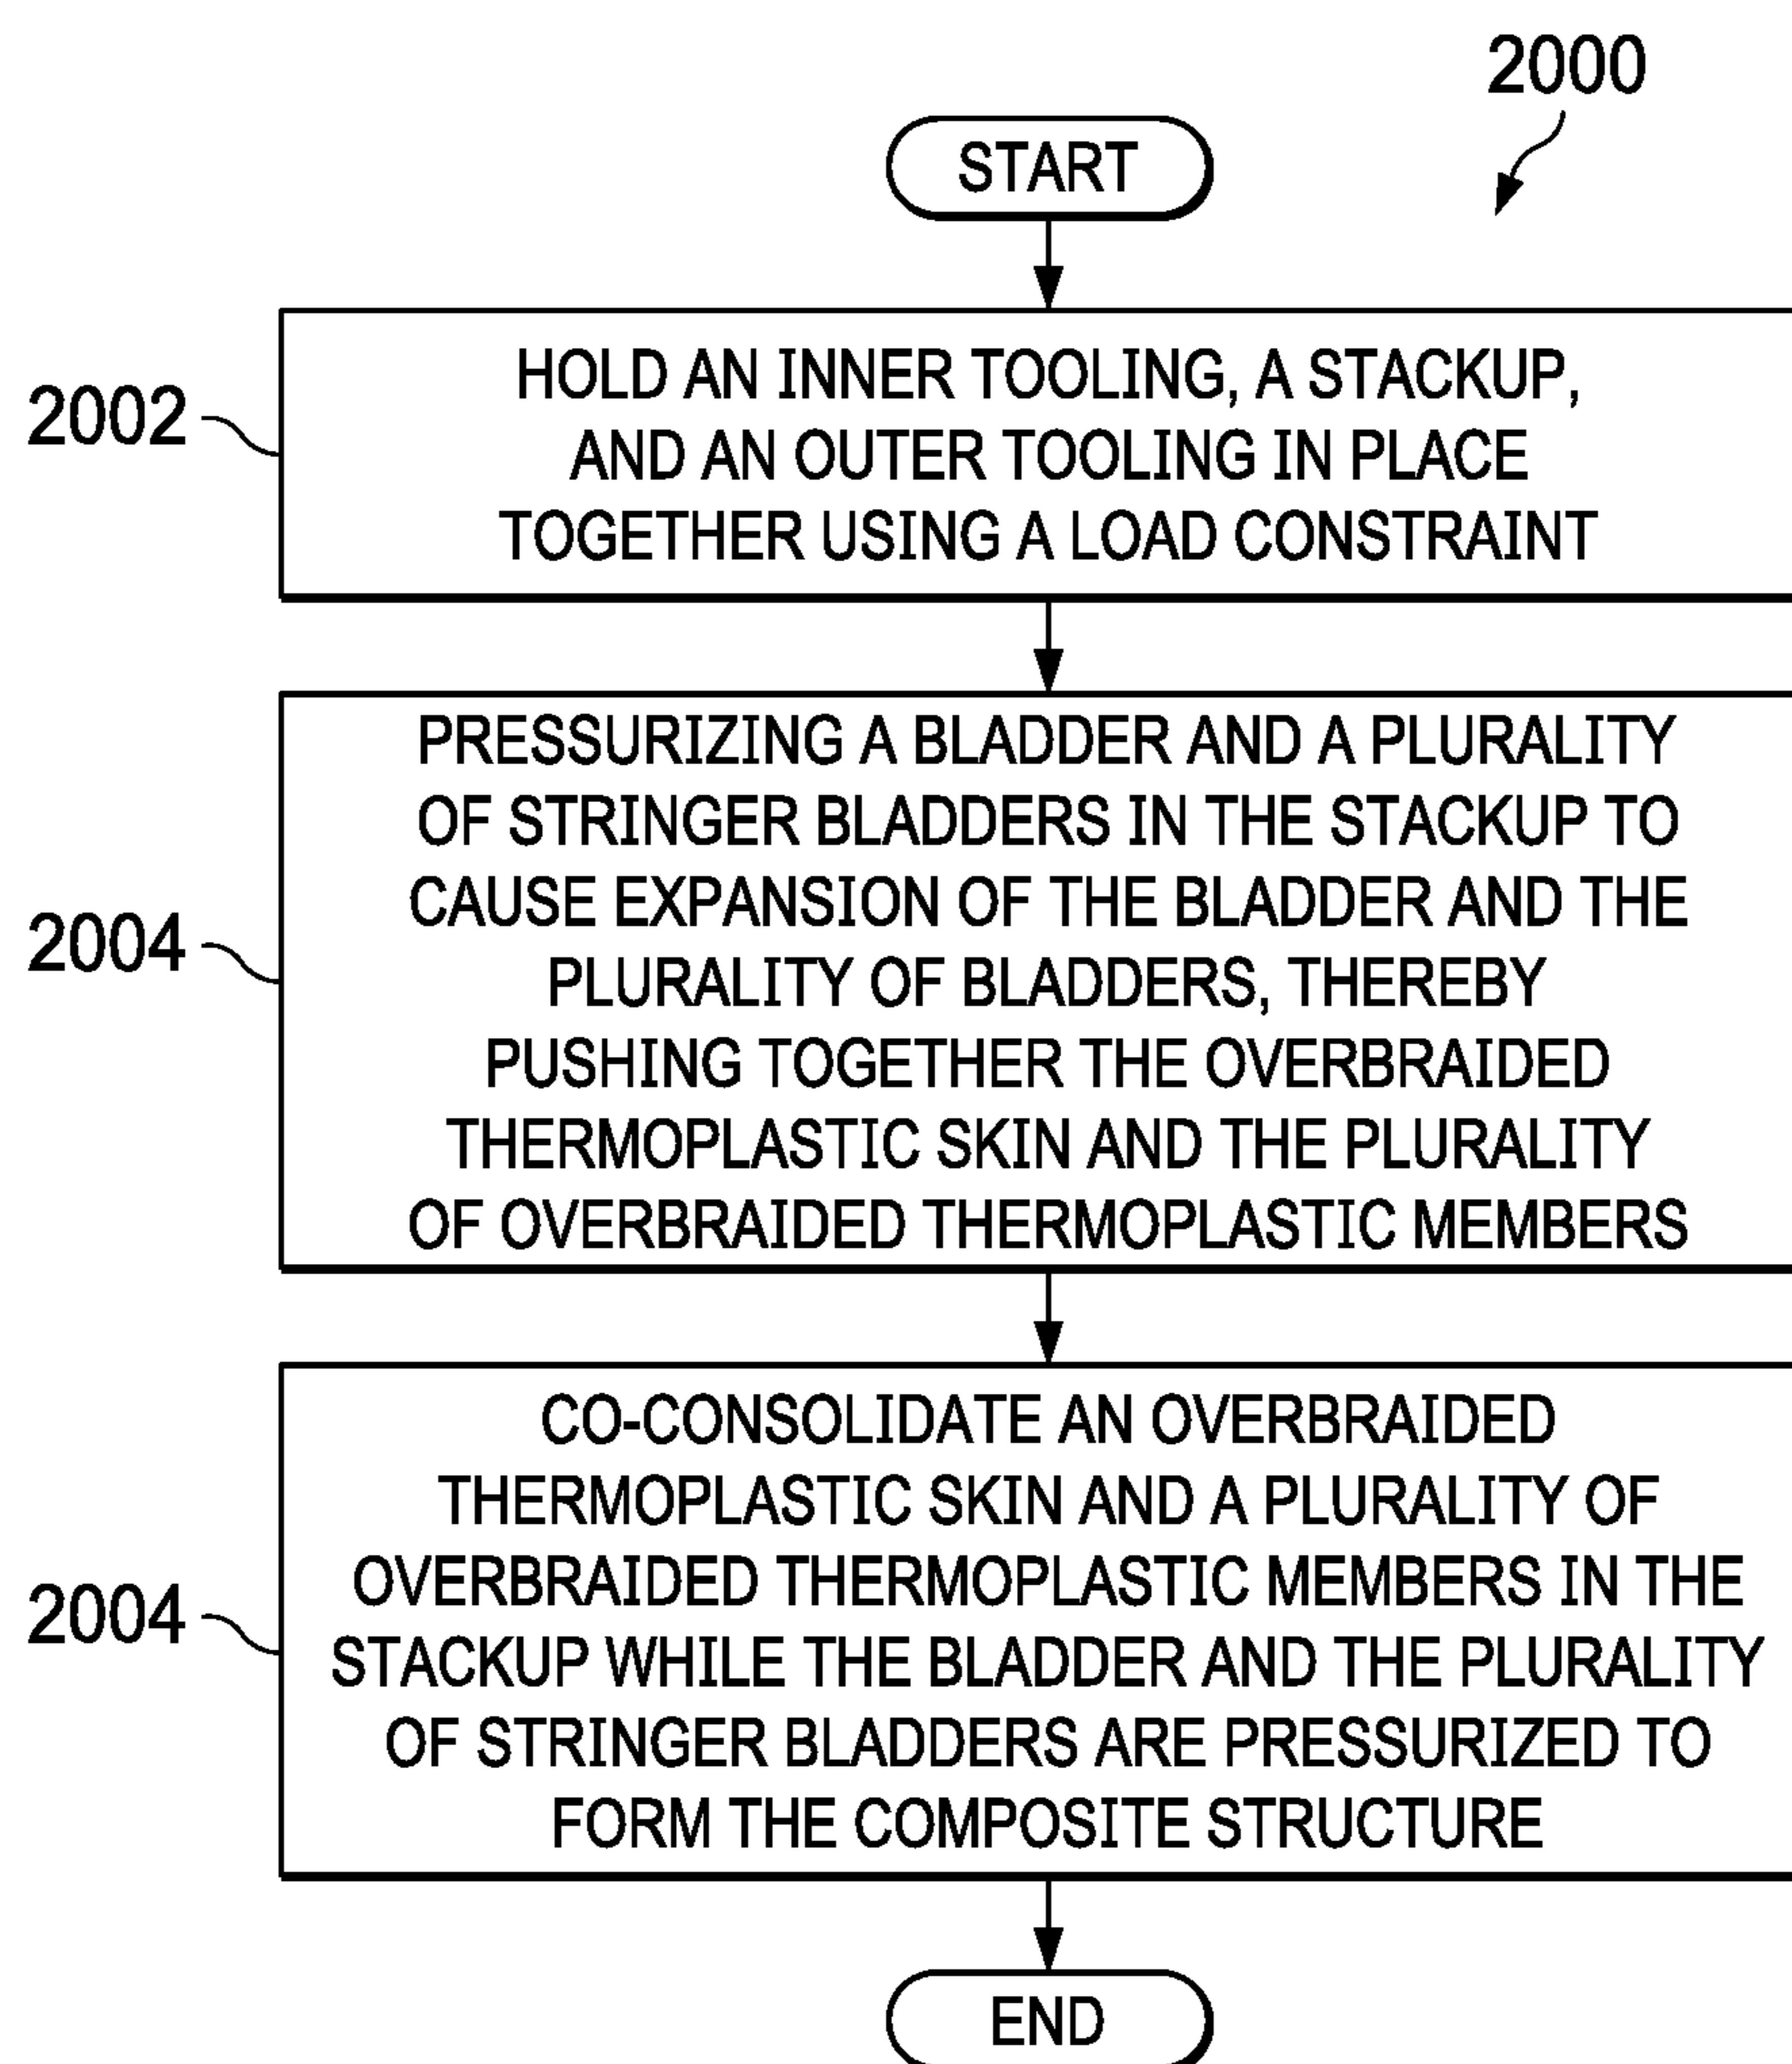 2000
START
2002
HOLD AN INNER TOOLING, A STACKUP,
AND AN OUTER TOOLING IN PLACE
TOGETHER USING A LOAD CONSTRAINT
2004
PRESSURIZING A BLADDER AND A PLURALITY
OF STRINGER BLADDERS IN THE STACKUP TO
CAUSE EXPANSION OF THE BLADDER AND THE
PLURALITY OF BLADDERS, THEREBY
PUSHING TOGETHER THE OVERBRAIDED
THERMOPLASTIC SKIN AND THE PLURALITY
OF OVERBRAIDED THERMOPLASTIC MEMBERS
2004
CO-CONSOLIDATE AN OVERBRAIDED
THERMOPLASTIC SKIN AND A PLURALITY OF
OVERBRAIDED THERMOPLASTIC MEMBERS IN THE
STACKUP WHILE THE BLADDER AND THE PLURALITY
OF STRINGER BLADDERS ARE PRESSURIZED TO
FORM THE COMPOSITE STRUCTURE
END